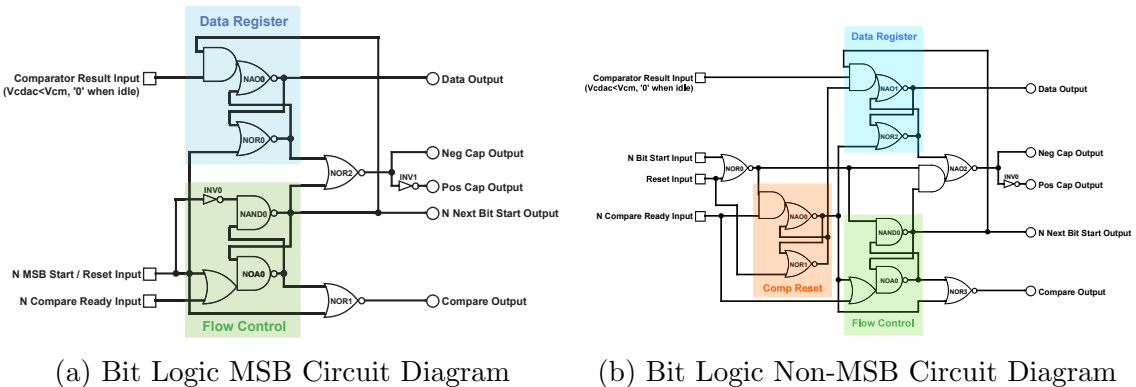 Data Register
Comparator Result Input
(Vcdac<Vcm, '0' when idle)
NAO0
Data Output
NOR0
NOR2
Neg Cap Output
INV1
Pos Cap Output
INV0
NAND0
N Next Bit Start Output
N MSB Start / Reset Input
NOA0
N Compare Ready Input
NOR1
Compare Output
Flow Control
(a) Bit Logic MSB Circuit Diagram
Data Register
Comparator Result Input
(Vcdac<Vcm, '0' when idle)
NAO1
Data Output
NOR2
N Bit Start Input
NOR0
Neg Cap Output
NAO2
Reset Input
INV0
Pos Cap Output
N Compare Ready Input
NAO0
NAND0
N Next Bit Start Output
NOR1
NOA0
Comp Reset
NOR3
Compare Output
Flow Control
(b) Bit Logic Non-MSB Circuit Diagram